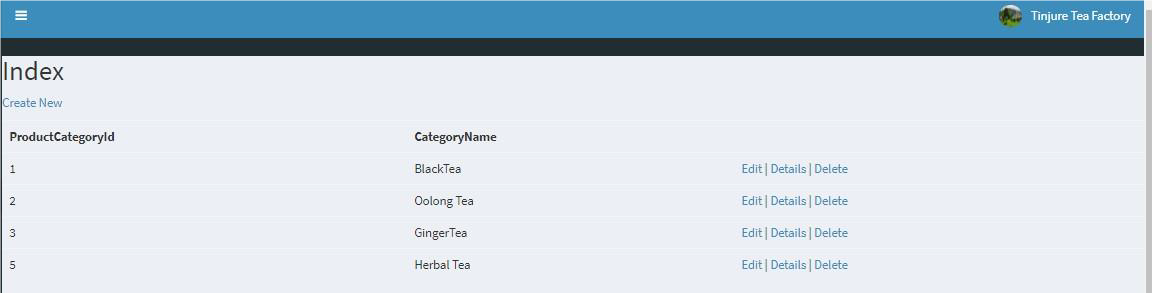 Tinjure Tea Factory
Index
Create New
ProductCategoryId CategoryName
1 BlackTea Edit | Details | Delete
2 Oolong Tea Edit | Details | Delete
3 GingerTea Edit | Details | Delete
5 Herbal Tea Edit | Details | Delete